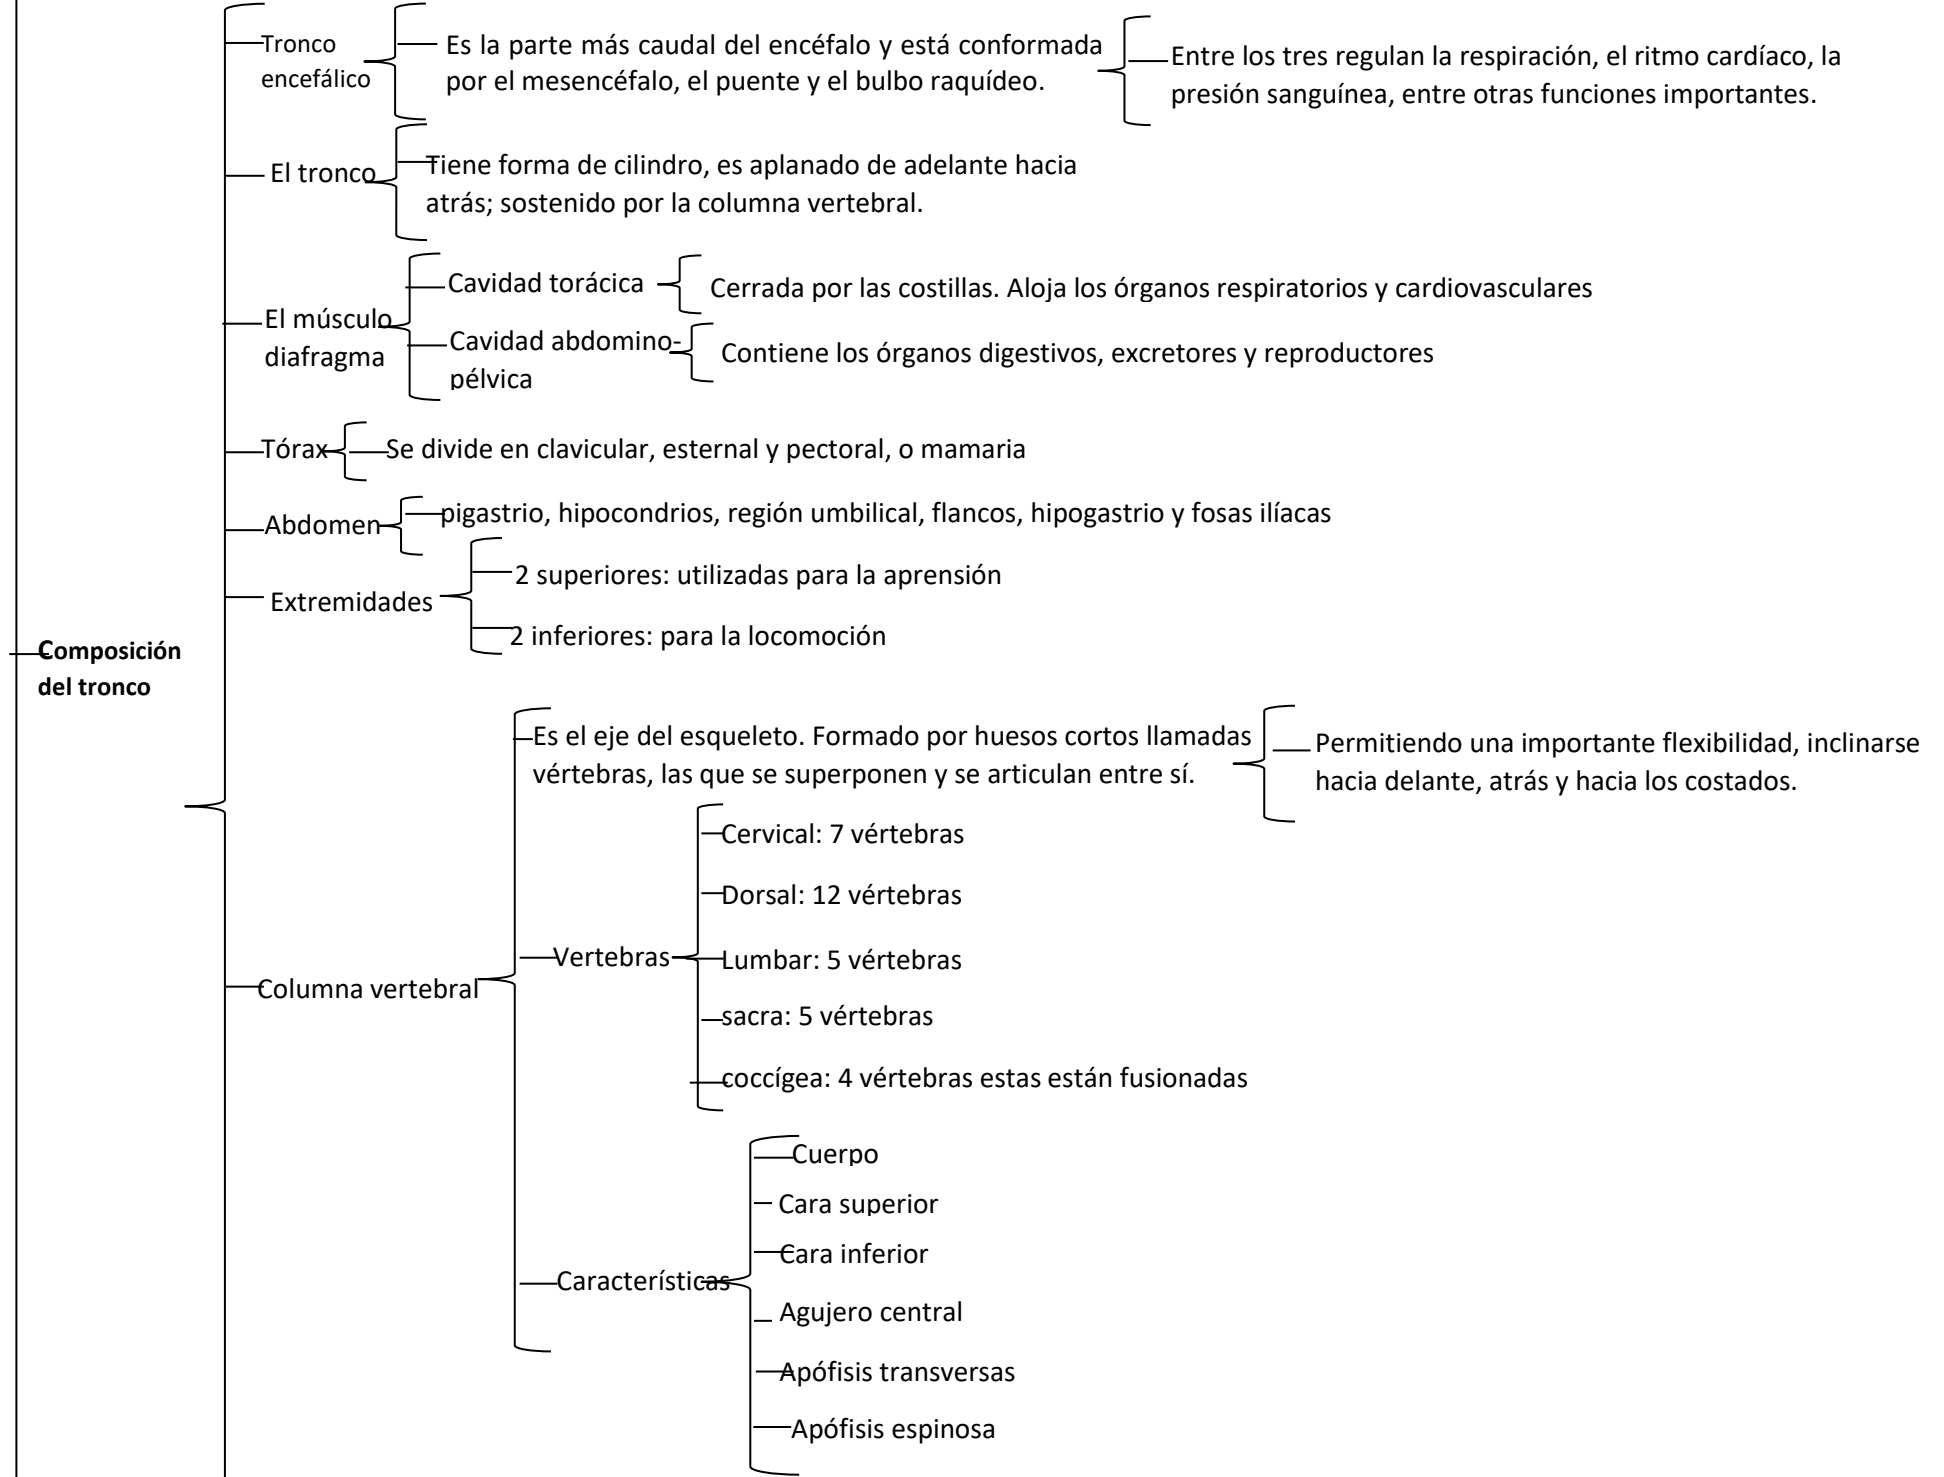 Tronco
encefálico
Es la parte más caudal del encéfalo y está conformada
por el mesencéfalo, el puente y el bulbo raquídeo.
Entre los tres regulan la respiración, el ritmo cardíaco, la
presión sanguínea, entre otras funciones importantes.
El tronco
Tiene forma de cilindro, es aplanado de adelante hacia
atrás; sostenido por la columna vertebral.
El músculo
diafragma
Cavidad torácica
Cerrada por las costillas. Aloja los órganos respiratorios y cardiovasculares
Cavidad abdomino-
pélvica
Contiene los órganos digestivos, excretores y reproductores
Tórax
Se divide en clavicular, esternal y pectoral, o mamaria
Abdomen
pigastrio, hipocondrios, región umbilical, flancos, hipogastrio y fosas ilíacas
Extremidades
2 superiores: utilizadas para la aprensión
2 inferiores: para la locomoción
Composición
del tronco
Columna vertebral
Es el eje del esqueleto. Formado por huesos cortos llamadas
vértebras, las que se superponen y se articulan entre sí.
Permitiendo una importante flexibilidad, inclinarse
hacia delante, atrás y hacia los costados.
Vertebras
Cervical: 7 vértebras
Dorsal: 12 vértebras
Lumbar: 5 vértebras
sacra: 5 vértebras
coccígea: 4 vértebras estas están fusionadas
Características
Cuerpo
Cara superior
Cara inferior
Agujero central
Apófisis transversas
Apófisis espinosa